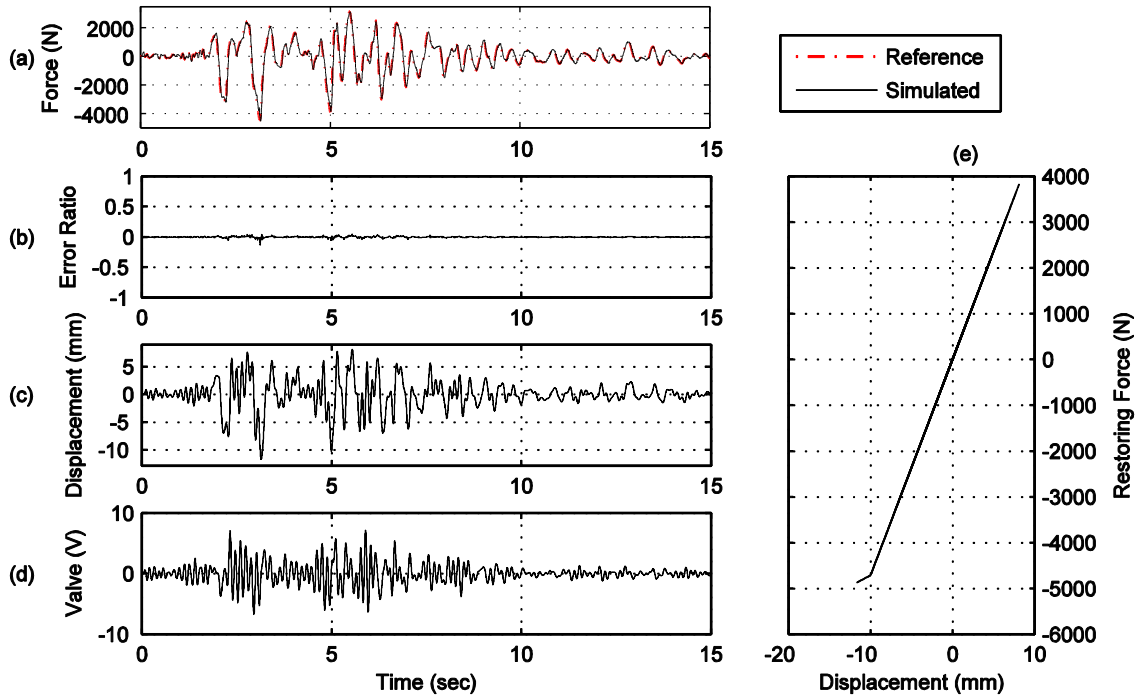 (a)
Force (N)
2000
0
-2000
-4000
0 5 10 15
Reference
Simulated
(b)
Error Ratio
1
0.5
0
-0.5
-1
0 5 10 15
(c)
Displacement (mm)
5
0
-5
-10
0 5 10 15
(d)
Valve (V)
10
0
-10
0 5 10 15
Time (sec)
(e)
4000
3000
2000
1000
0
-1000
-2000
-3000
-4000
-5000
-6000
Restoring Force (N)
-20 -10 0 10
Displacement (mm)